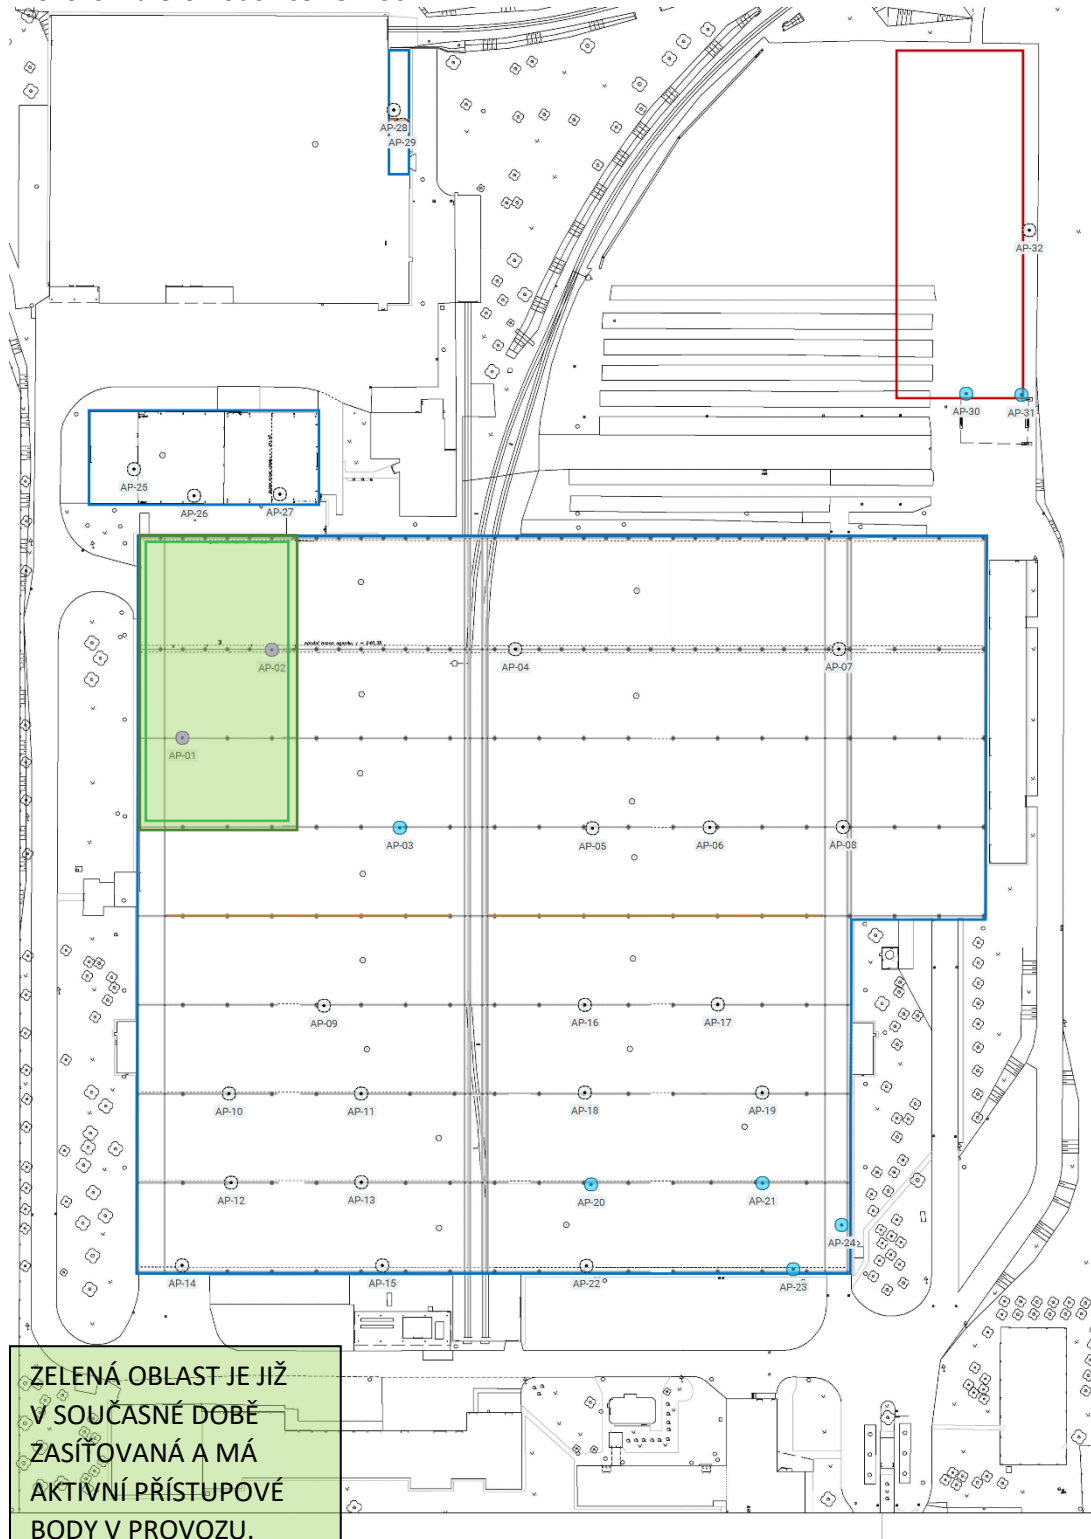 AP-28
AP-29
AP-32
AP-30
AP-31
AP-25
AP-26
AP-27
AP-02
AP-04
AP-07
AP-01
AP-03
AP-05
AP-06
AP-08
AP-09
AP-16
AP-17
AP-10
AP-11
AP-18
AP-19
AP-12
AP-13
AP-20
AP-21
AP-24
AP-14
AP-15
AP-22
AP-23
ZELENÁ OBLAST JE JIŽ
V SOUČASNÉ DOBĚ
ZASÍŤOVANÁ A MÁ
AKTIVNÍ PŘÍSTUPOVÉ
BODY V PROVOZU.